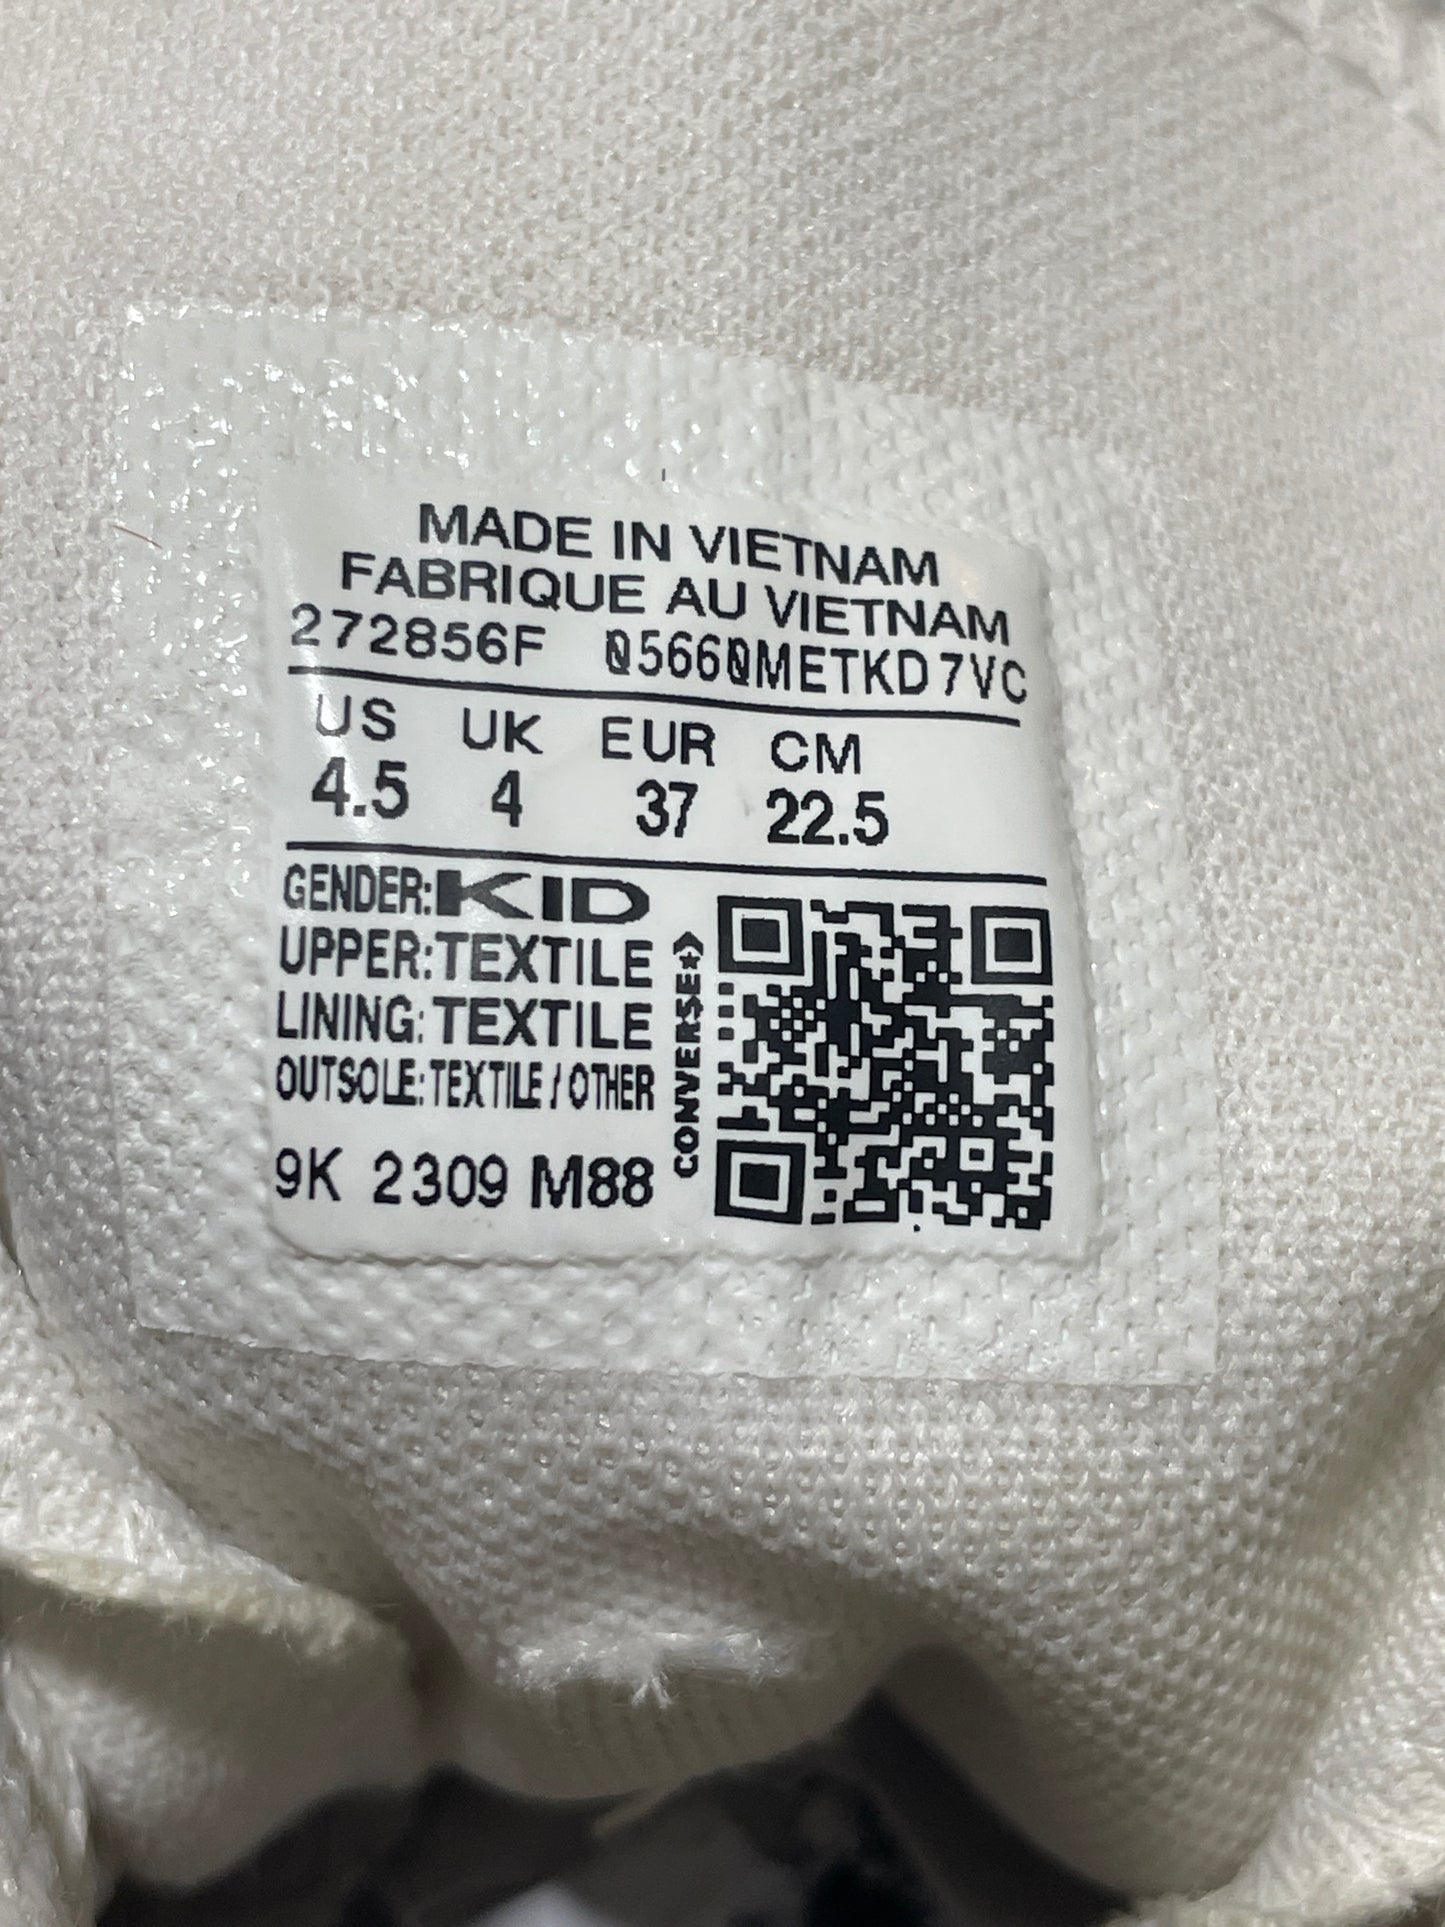 MADE IN VIETNAM
FABRIQUE AU VIETNAM
272856F 05660METKD7VC
US UK EUR CM
4.5 4 37 22.5
GENDER:KID
UPPER:TEXTILE
LINING:TEXTILE
OUTSOLE:TEXTILE / OTHER
9K 2309 M88
CONVERSE